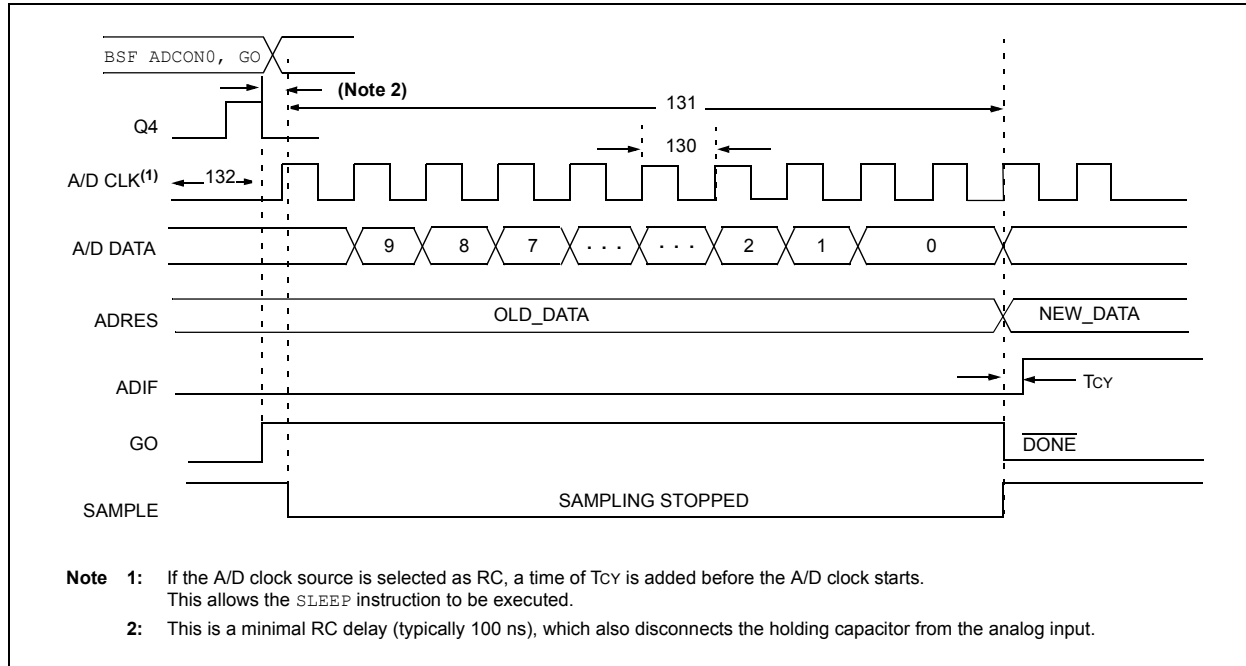 BSF ADCON0, GO
(Note 2)
131
Q4
130
A/D CLK(1)
132
A/D DATA
9 8 7 . . . . . . 2 1 0
ADRES
OLD_DATA
NEW_DATA
ADIF
TCY
GO
DONE
SAMPLE
SAMPLING STOPPED
Note 1: If the A/D clock source is selected as RC, a time of TCY is added before the A/D clock starts.
This allows the SLEEP instruction to be executed.
2: This is a minimal RC delay (typically 100 ns), which also disconnects the holding capacitor from the analog input.